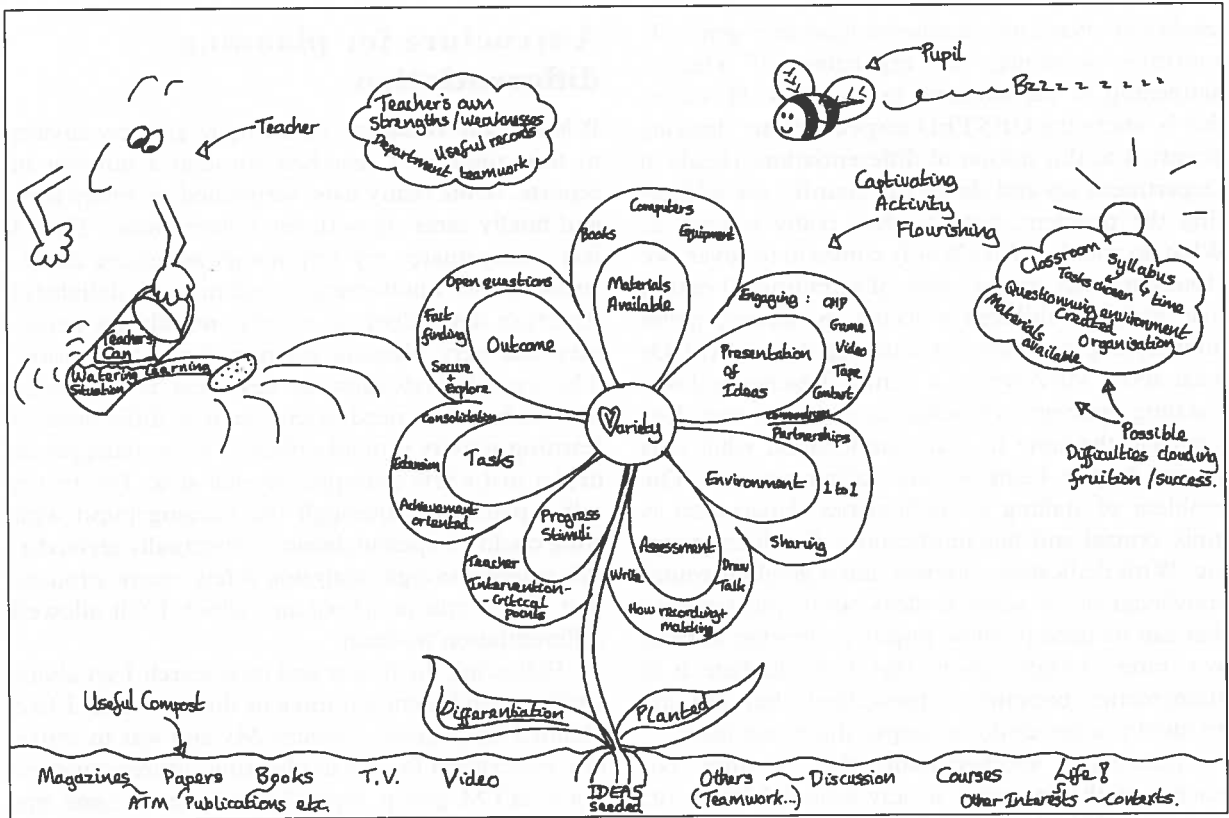 Teacher
Teacher's own
strengths/weaknesses
Useful records
Department teamwork
Pupil
Bzzzzzzzzz
Captivating
Activity
Flourishing
Classroom syllabus
Tasks chosen & time
Questionning environment
Created
Organisation
Materials
available
Possible
Difficulties clouding
fruition/success.
Teachers
Can
Watering Learning
Situation
Computers
Books
Equipment
Materials
Available
Open questions
Fact
finding
Secure
+
explore
Outcome
Engaging: OHP
Game
Video
Tape
Presentation
of
Ideas
Variety
Consolidation
Extension
Tasks
Achievement
oriented.
Partnerships
Environment
1 to 1
Sharing
Progress
Stimuli
Teacher
Intervention-
Critical
points
Assessment
Write
Draw
Talk
How recording+
matching
Differentiation
Planted
Useful Compost
Magazines Papers Books T.V. Video
ATM Publications etc.
IDEAS
seeded
Others ~ Discussion Courses Life!
(Teamwork...) Other Interests ~ Contexts.